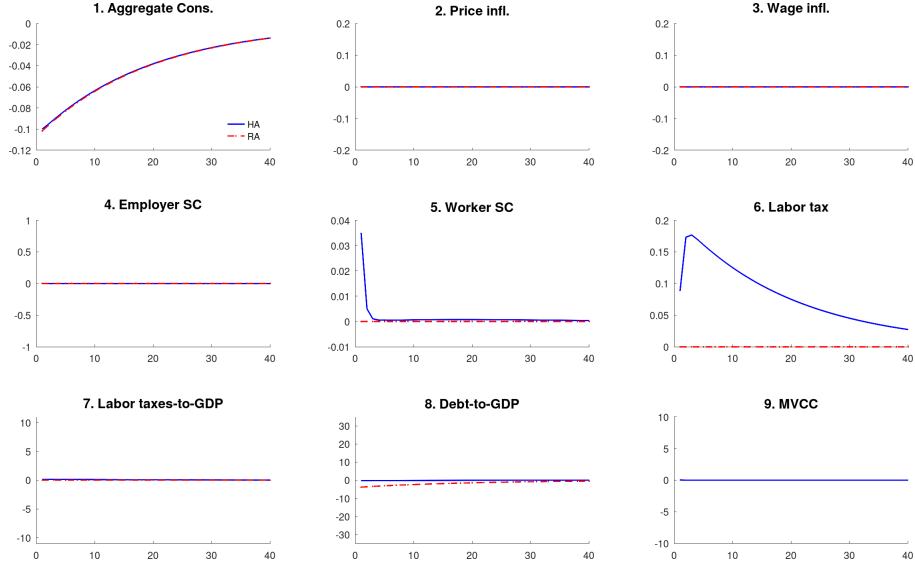 1. Aggregate Cons.
2. Price infl.
3. Wage infl.
0
-0.02
-0.04
-0.06
-0.08
-0.1
-0.12
0 10 20 30 40
HA
RA
0.2
0.1
0
-0.1
-0.2
0 10 20 30 40
0.2
0.1
0
-0.1
-0.2
0 10 20 30 40
4. Employer SC
5. Worker SC
6. Labor tax
1
0.5
0
-0.5
-1
0 10 20 30 40
0.04
0.03
0.02
0.01
0
-0.01
0 10 20 30 40
0.2
0.15
0.1
0.05
0
0 10 20 30 40
7. Labor taxes-to-GDP
8. Debt-to-GDP
9. MVCC
10
5
0
-5
-10
0 10 20 30 40
30
20
10
0
-10
-20
-30
0 10 20 30 40
10
5
0
-5
-10
0 10 20 30 40